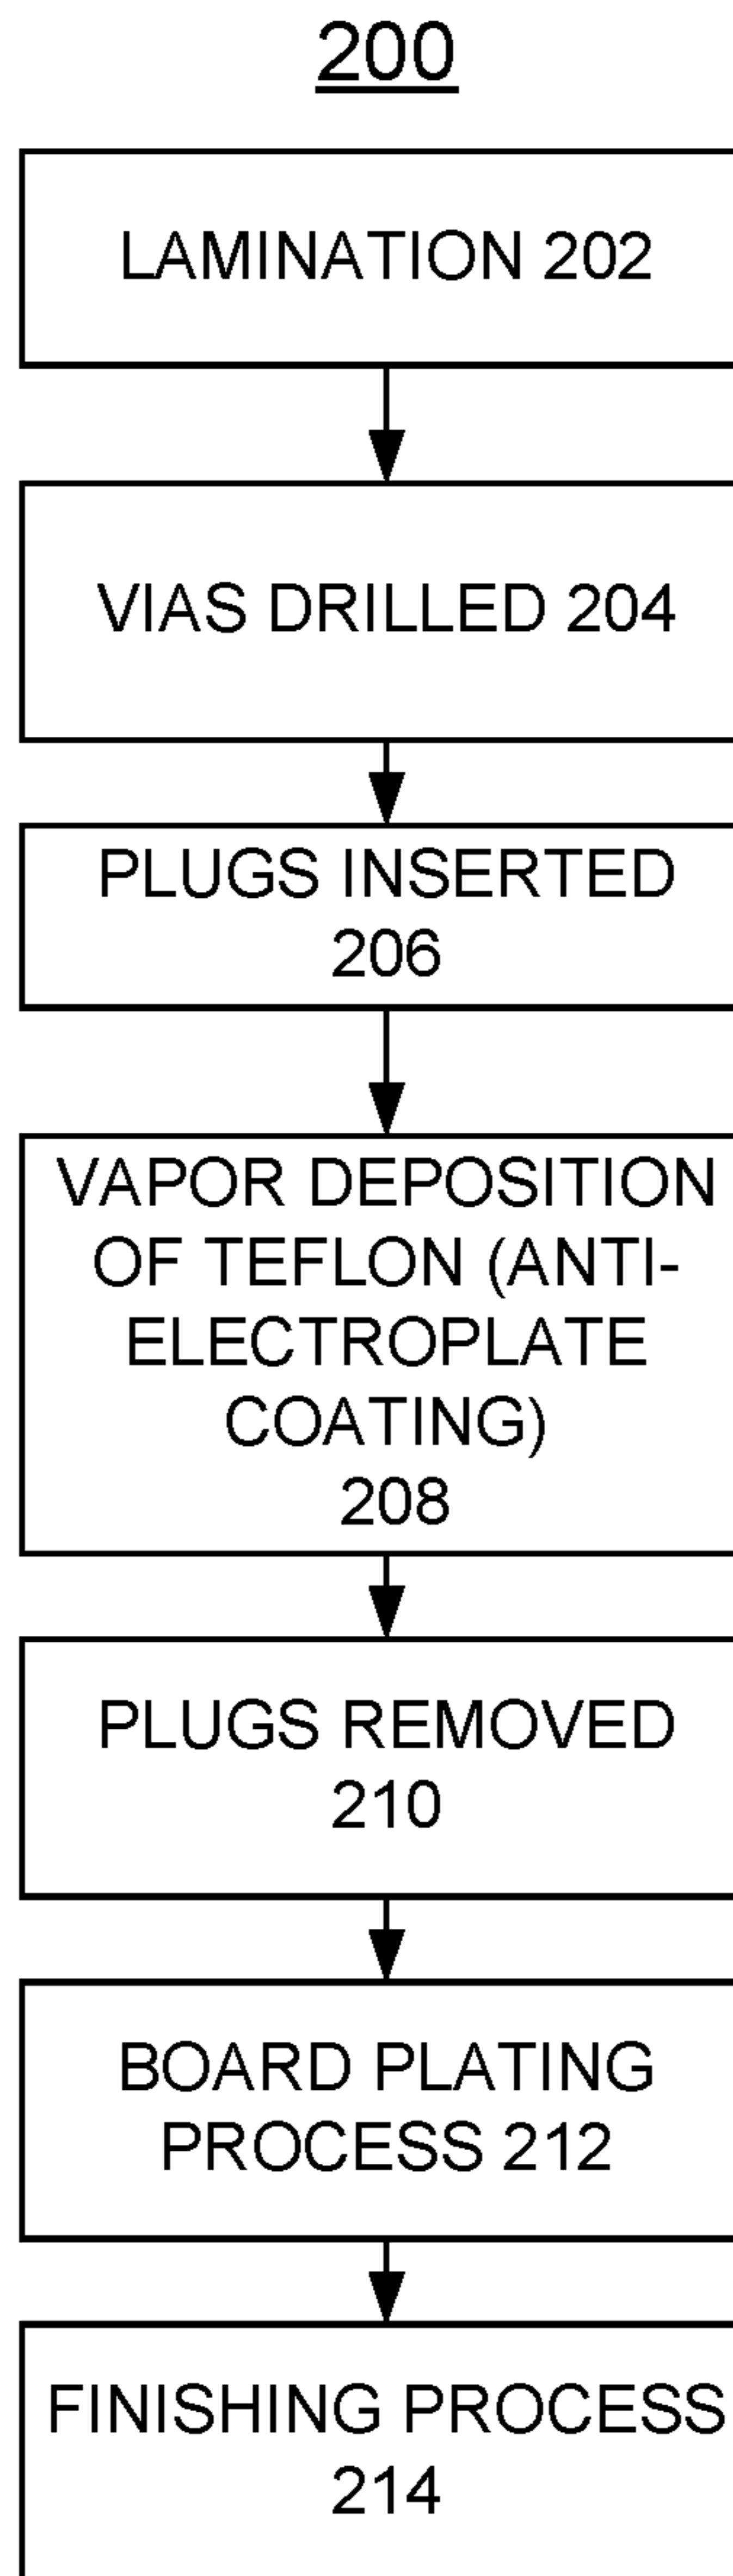 200
LAMINATION 202
VIAS DRILLED 204
PLUGS INSERTED
206
VAPOR DEPOSITION
OF TEFLON (ANTI-
ELECTROPLATE
COATING)
208
PLUGS REMOVED
210
BOARD PLATING
PROCESS 212
FINISHING PROCESS
214